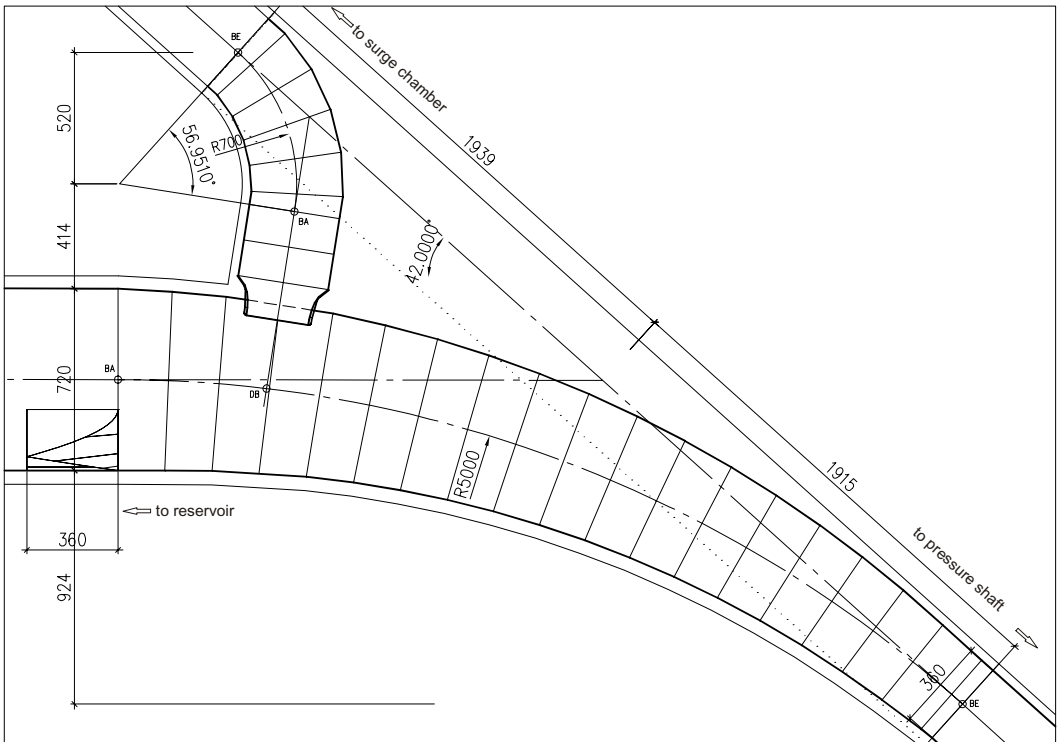 BE
to surge chamber
520
1939
56.9510°
R700
BA
414
42.0000°
BA
720
DB
R5000
1915
to reservoir
to pressure shaft
360
924
360
BE